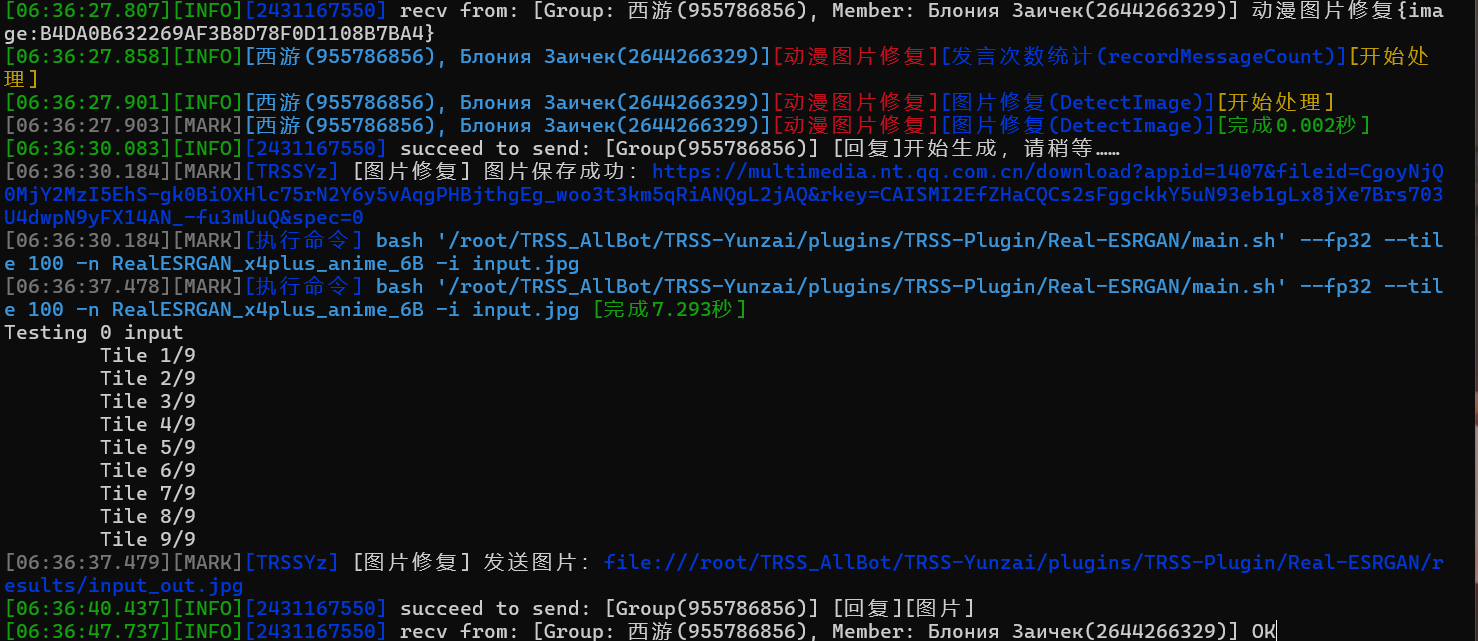 [06:36:27.807][INFO][2431167550] recv from: [Group: 西游(955786856), Member: Блония Заичек(2644266329)] 动漫图片修复{ima
ge:B4DA0B632269AF3B8D78F0D1108B7BA4}
[06:36:27.858][INFO][西游(955786856), Блония Заичек(2644266329)][动漫图片修复][发言次数统计(recordMessageCount)][开始处
理]
[06:36:27.901][INFO][西游(955786856), Блония Заичек(2644266329)][动漫图片修复][图片修复(DetectImage)][开始处理]
[06:36:27.903][MARK][西游(955786856), Блония Заичек(2644266329)][动漫图片修复][图片修复(DetectImage)][完成0.002秒]
[06:36:30.083][INFO][2431167550] succeed to send: [Group(955786856)] [回复]开始生成，请稍等……
[06:36:30.184][MARK][TRSSYz] [图片修复] 图片保存成功：https://multimedia.nt.qq.com.cn/download?appid=1407&fileid=CgoyNjQ
0MjY2MzI5EhS-gk0BiOXHlc75rN2Y6y5vAqgPHBjthgEg_woo3t3km5qRiANQgL2jAQ&rkey=CAISMI2EfZHaCQCs2sFggckkY5uN93eb1gLx8jXe7Brs703
U4dwpN9yFX14AN_-fu3mUuQ&spec=0
[06:36:30.184][MARK][执行命令] bash '/root/TRSS_AllBot/TRSS-Yunzai/plugins/TRSS-Plugin/Real-ESRGAN/main.sh' --fp32 --til
e 100 -n RealESRGAN_x4plus_anime_6B -i input.jpg
[06:36:37.478][MARK][执行命令] bash '/root/TRSS_AllBot/TRSS-Yunzai/plugins/TRSS-Plugin/Real-ESRGAN/main.sh' --fp32 --til
e 100 -n RealESRGAN_x4plus_anime_6B -i input.jpg [完成7.293秒]
Testing 0 input
Tile 1/9
Tile 2/9
Tile 3/9
Tile 4/9
Tile 5/9
Tile 6/9
Tile 7/9
Tile 8/9
Tile 9/9
[06:36:37.479][MARK][TRSSYz] [图片修复] 发送图片：file:///root/TRSS_AllBot/TRSS-Yunzai/plugins/TRSS-Plugin/Real-ESRGAN/r
esults/input_out.jpg
[06:36:40.437][INFO][2431167550] succeed to send: [Group(955786856)] [回复][图片]
[06:36:47.737][INFO][2431167550] recv from: [Group: 西游(955786856), Member: Блония Заичек(2644266329)] OK